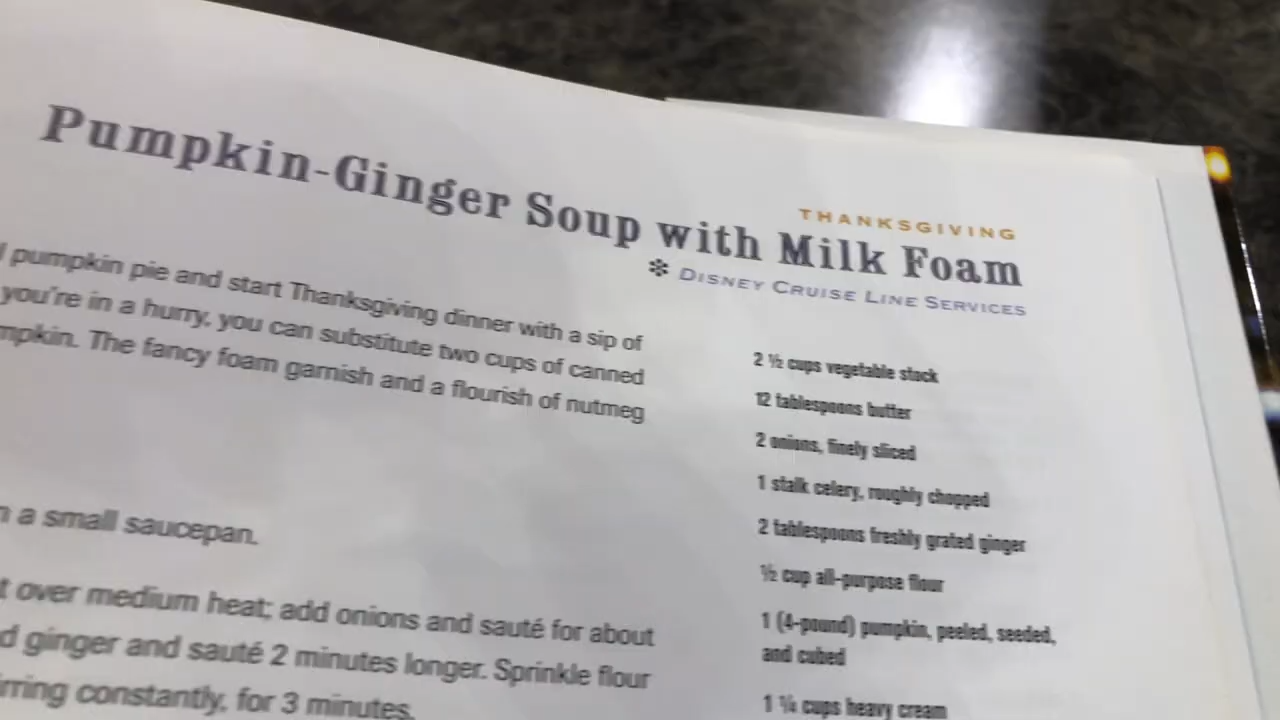 THANKSGIVING
Pumpkin-Ginger Soup with Milk Foam
✻ DISNEY CRUISE LINE SERVICES
pumpkin pie and start Thanksgiving dinner with a sip of
you're in a hurry, you can substitute two cups of canned
mpkin. The fancy foam garnish and a flourish of nutmeg
n a small saucepan.
t over medium heat; add onions and sauté for about
d ginger and sauté 2 minutes longer. Sprinkle flour
irring constantly, for 3 minutes.
2 ½ cups vegetable stock
12 tablespoons butter
2 onions, finely sliced
1 stalk celery, roughly chopped
2 tablespoons freshly grated ginger
½ cup all-purpose flour
1 (4-pound) pumpkin, peeled, seeded,
and cubed
1 ¼ cups heavy cream